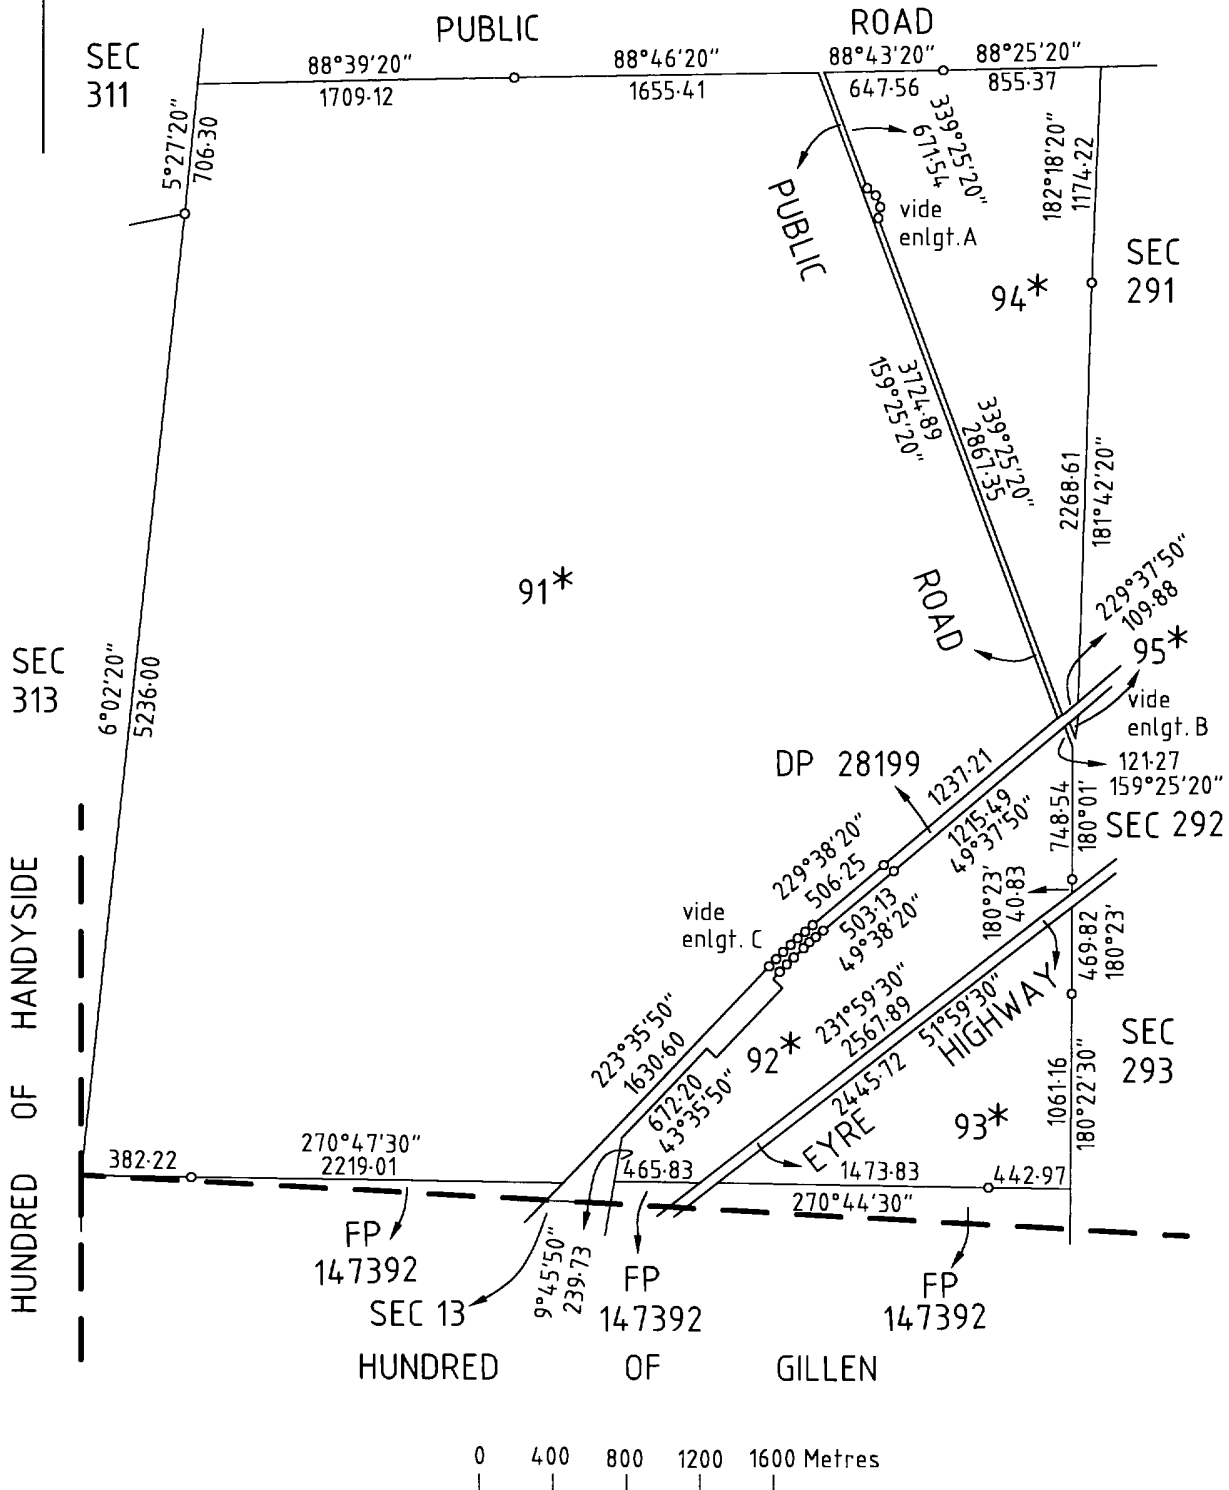 PUBLIC ROAD
SEC
311
88°39'20"
1709·12
88°46'20"
1655·41
88°43'20"
647·56
88°25'20"
855·37
5°27'20"
706·30
339°25'20"
671·54
PUBLIC
vide
enlgt. A
182°18'20"
1174·22
SEC
291
94*
3724·89
159°25'20"
339°25'20"
2867·35
2268·61
181°42'20"
91*
ROAD
229°37'50"
109·88
95*
SEC
313
6°02'20"
5236·00
vide
enlgt. B
DP 28199
1237·21
121·27
159°25'20"
1215·49
49°37'50"
748·54
180°01'
SEC 292
229°38'20"
506·25
503·13
49°38'20"
180°23'
40·83
vide
enlgt. C
469·82
180°23'
HUNDRED OF HANDYSIDE
223°35'50"
1630·60
231°59'30"
2567·89
51°59'30"
2445·72
HIGHWAY
92*
SEC
293
672·20
43°35'50"
1061·16
180°22'30"
93*
EYRE
382·22
270°47'30"
2219·01
465·83
1473·83
442·97
270°44'30"
FP
147392
9°45'50"
239·73
FP
147392
FP
147392
SEC 13
HUNDRED OF GILLEN
0 400 800 1200 1600 Metres